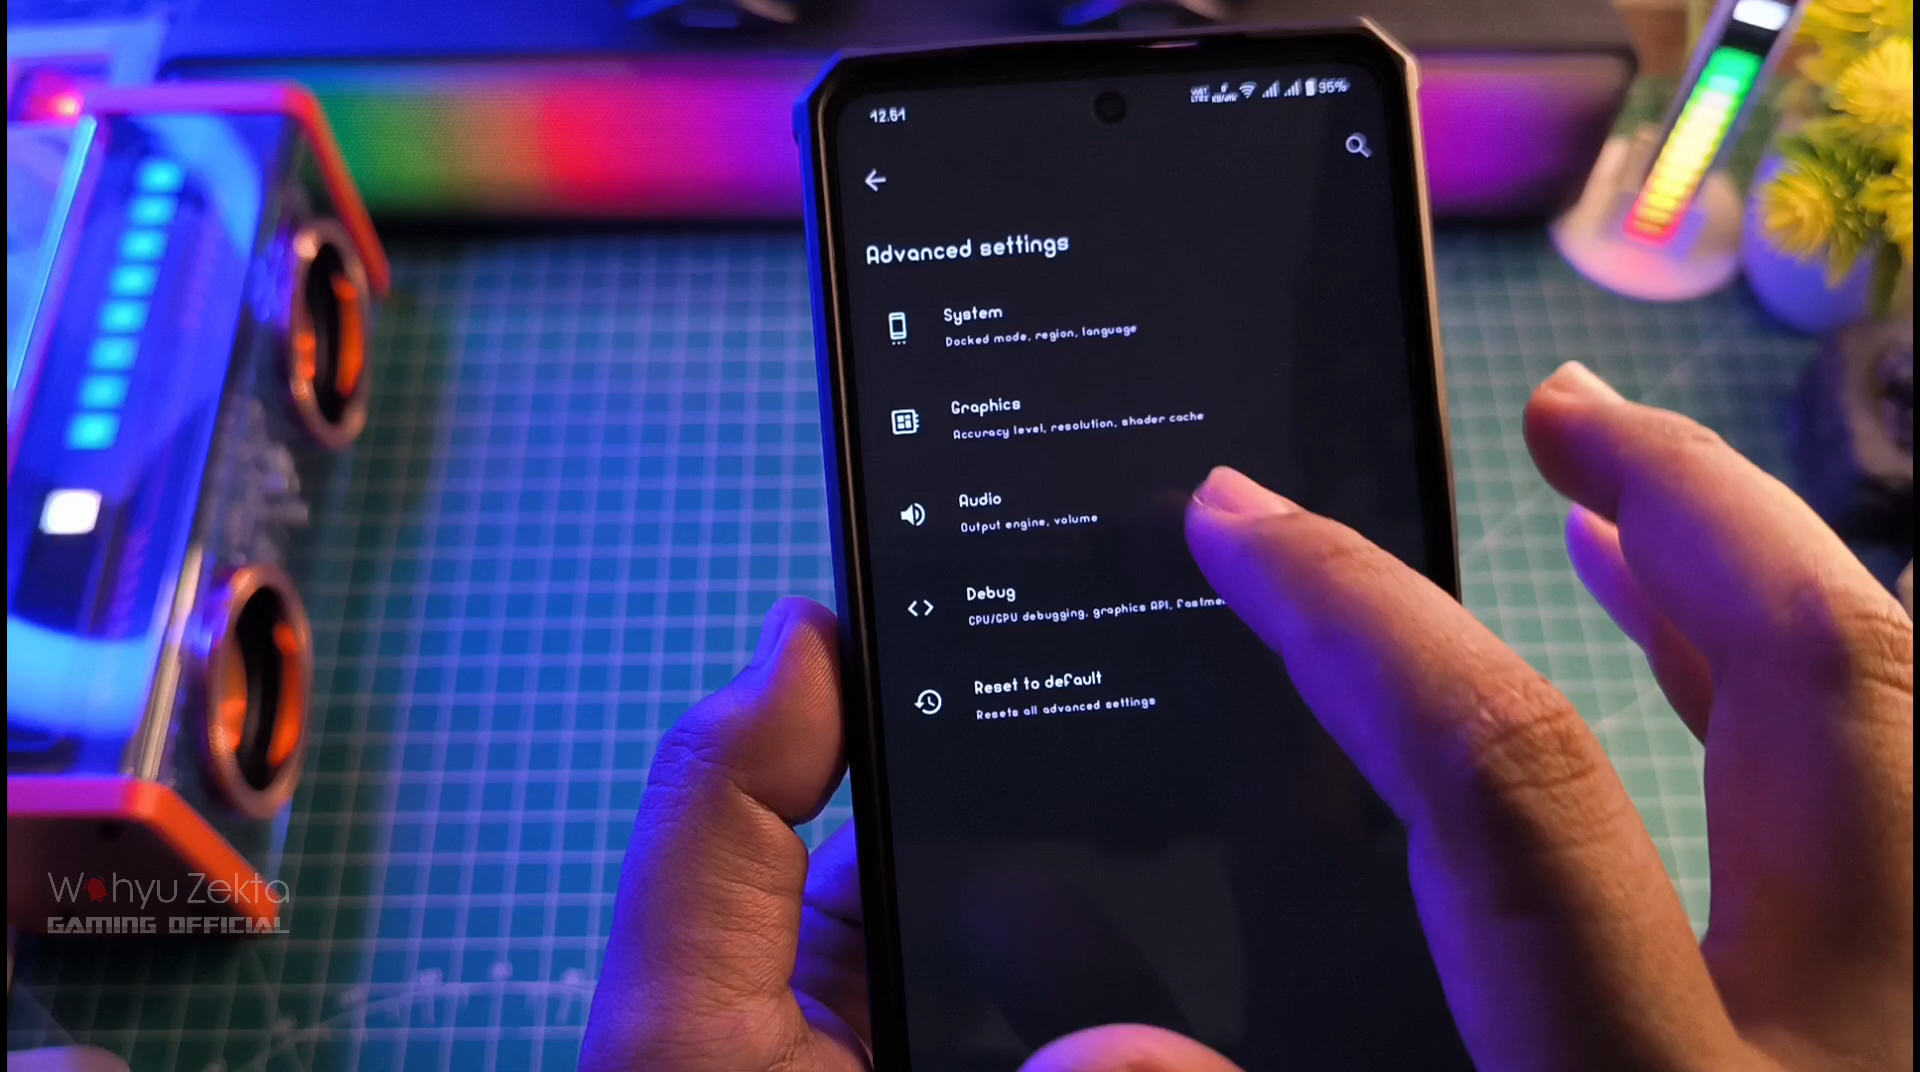 12.51
95%
Advanced settings
System
Docked mode, region, language
Graphics
Accuracy level, resolution, shader cache
Audio
Output engine, volume
Debug
CPU/GPU debugging, graphics API, fastme
Reset to default
Resets all advanced settings
Wahyu Zekta
GAMING OFFICIAL